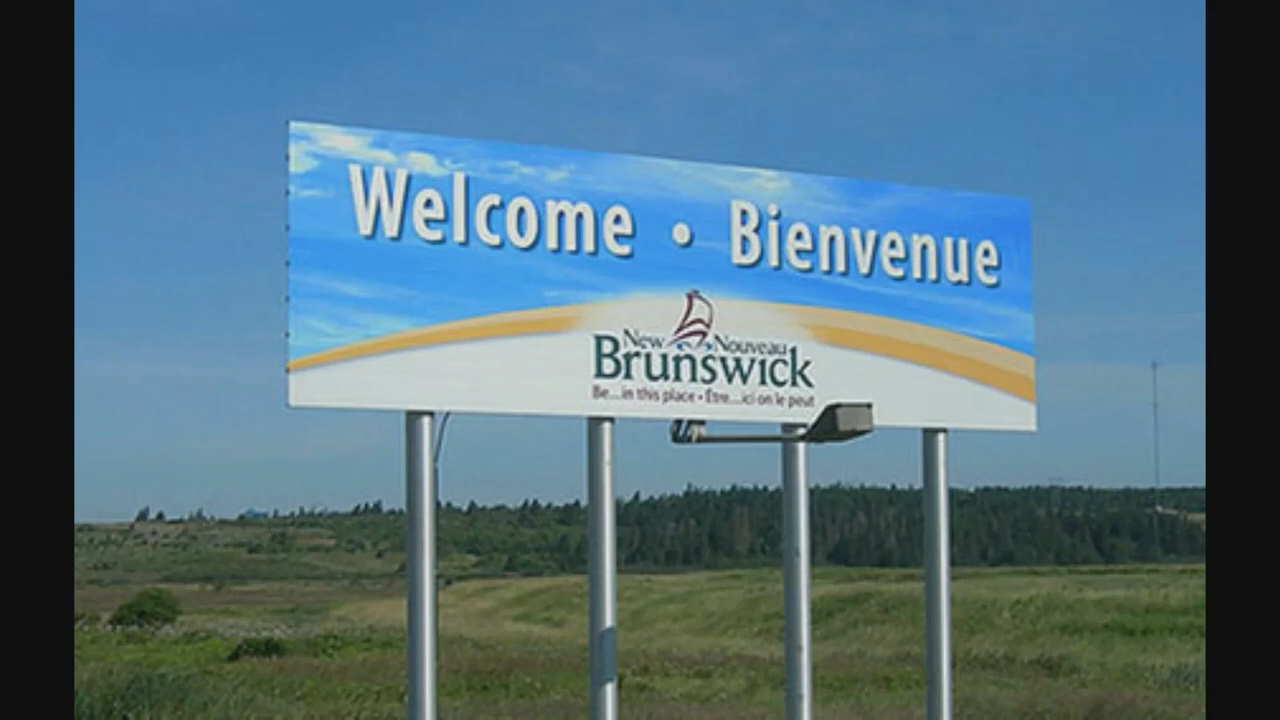 Welcome • Bienvenue
New Nouveau
Brunswick
Be...in this place • Être...ici on le peut